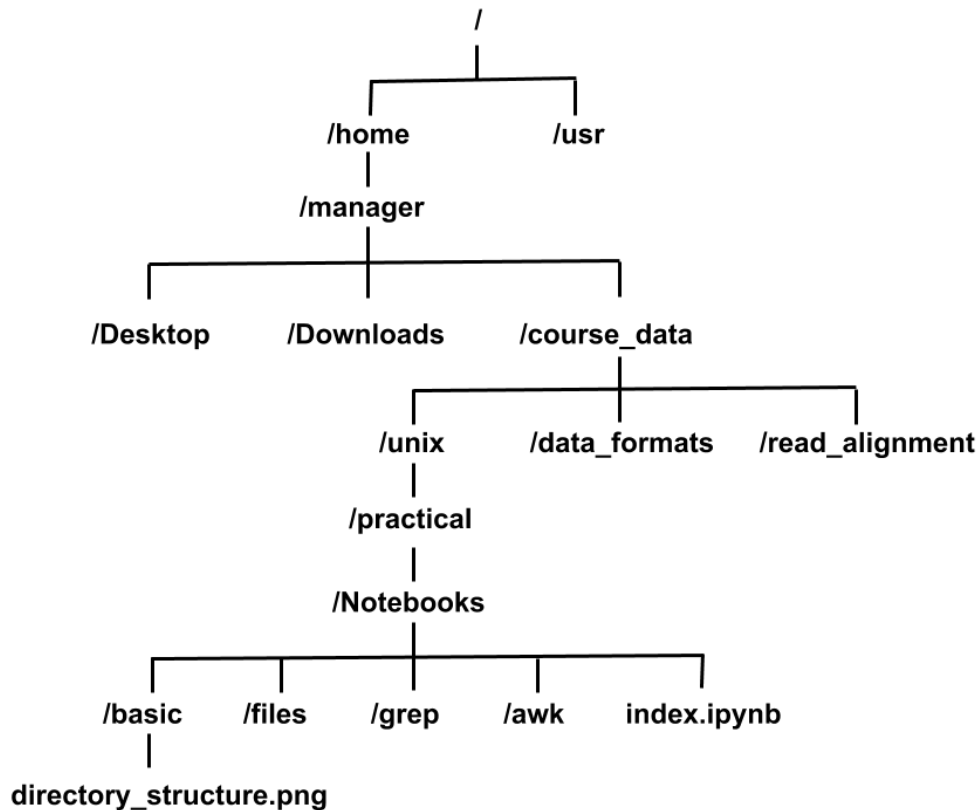 /
/home /usr
/manager
/Desktop /Downloads /course_data
/unix /data_formats /read_alignment
/practical
/Notebooks
/basic /files /grep /awk index.ipynb
directory_structure.png